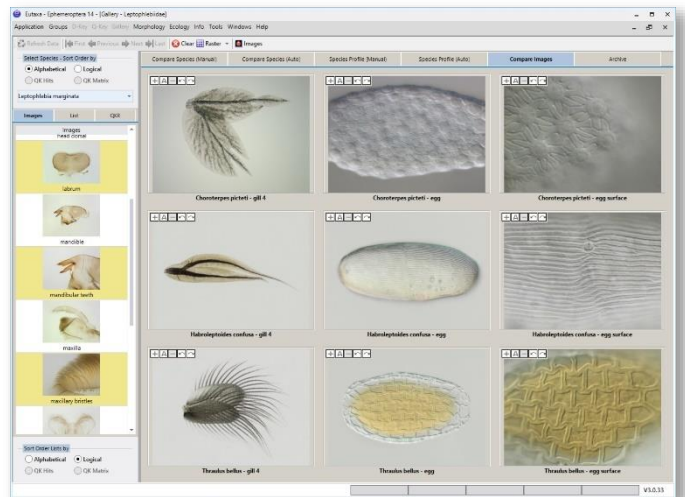 Eutaxa - Ephemeroptera 14 - [Gallery - Leptophlebiidae]
Application Groups D-Key Q-Key Gallery Morphology Ecology Info Tools Windows Help
Refresh Data First Previous Next Last Clear Raster Images
Select Species - Sort Order by
Alphabetical Logical
QK Hits QK Matrix
Leptophlebia marginata
Images List QKR
Images
head dorsal
labrum
mandible
mandibular teeth
maxilla
maxillary bristles
Sort Order Lists by
Alphabetical Logical
QK Hits QK Matrix
Compare Species (Manual) Compare Species (Auto) Species Profile (Manual) Species Profile (Auto) Compare Images Archive
Choroterpes picteti - gill 4 Choroterpes picteti - egg Choroterpes picteti - egg surface
Habroleptoides confusa - gill 4 Habroleptoides confusa - egg Habroleptoides confusa - egg surface
Thraulus bellus - gill 4 Thraulus bellus - egg Thraulus bellus - egg surface
V3.0.33